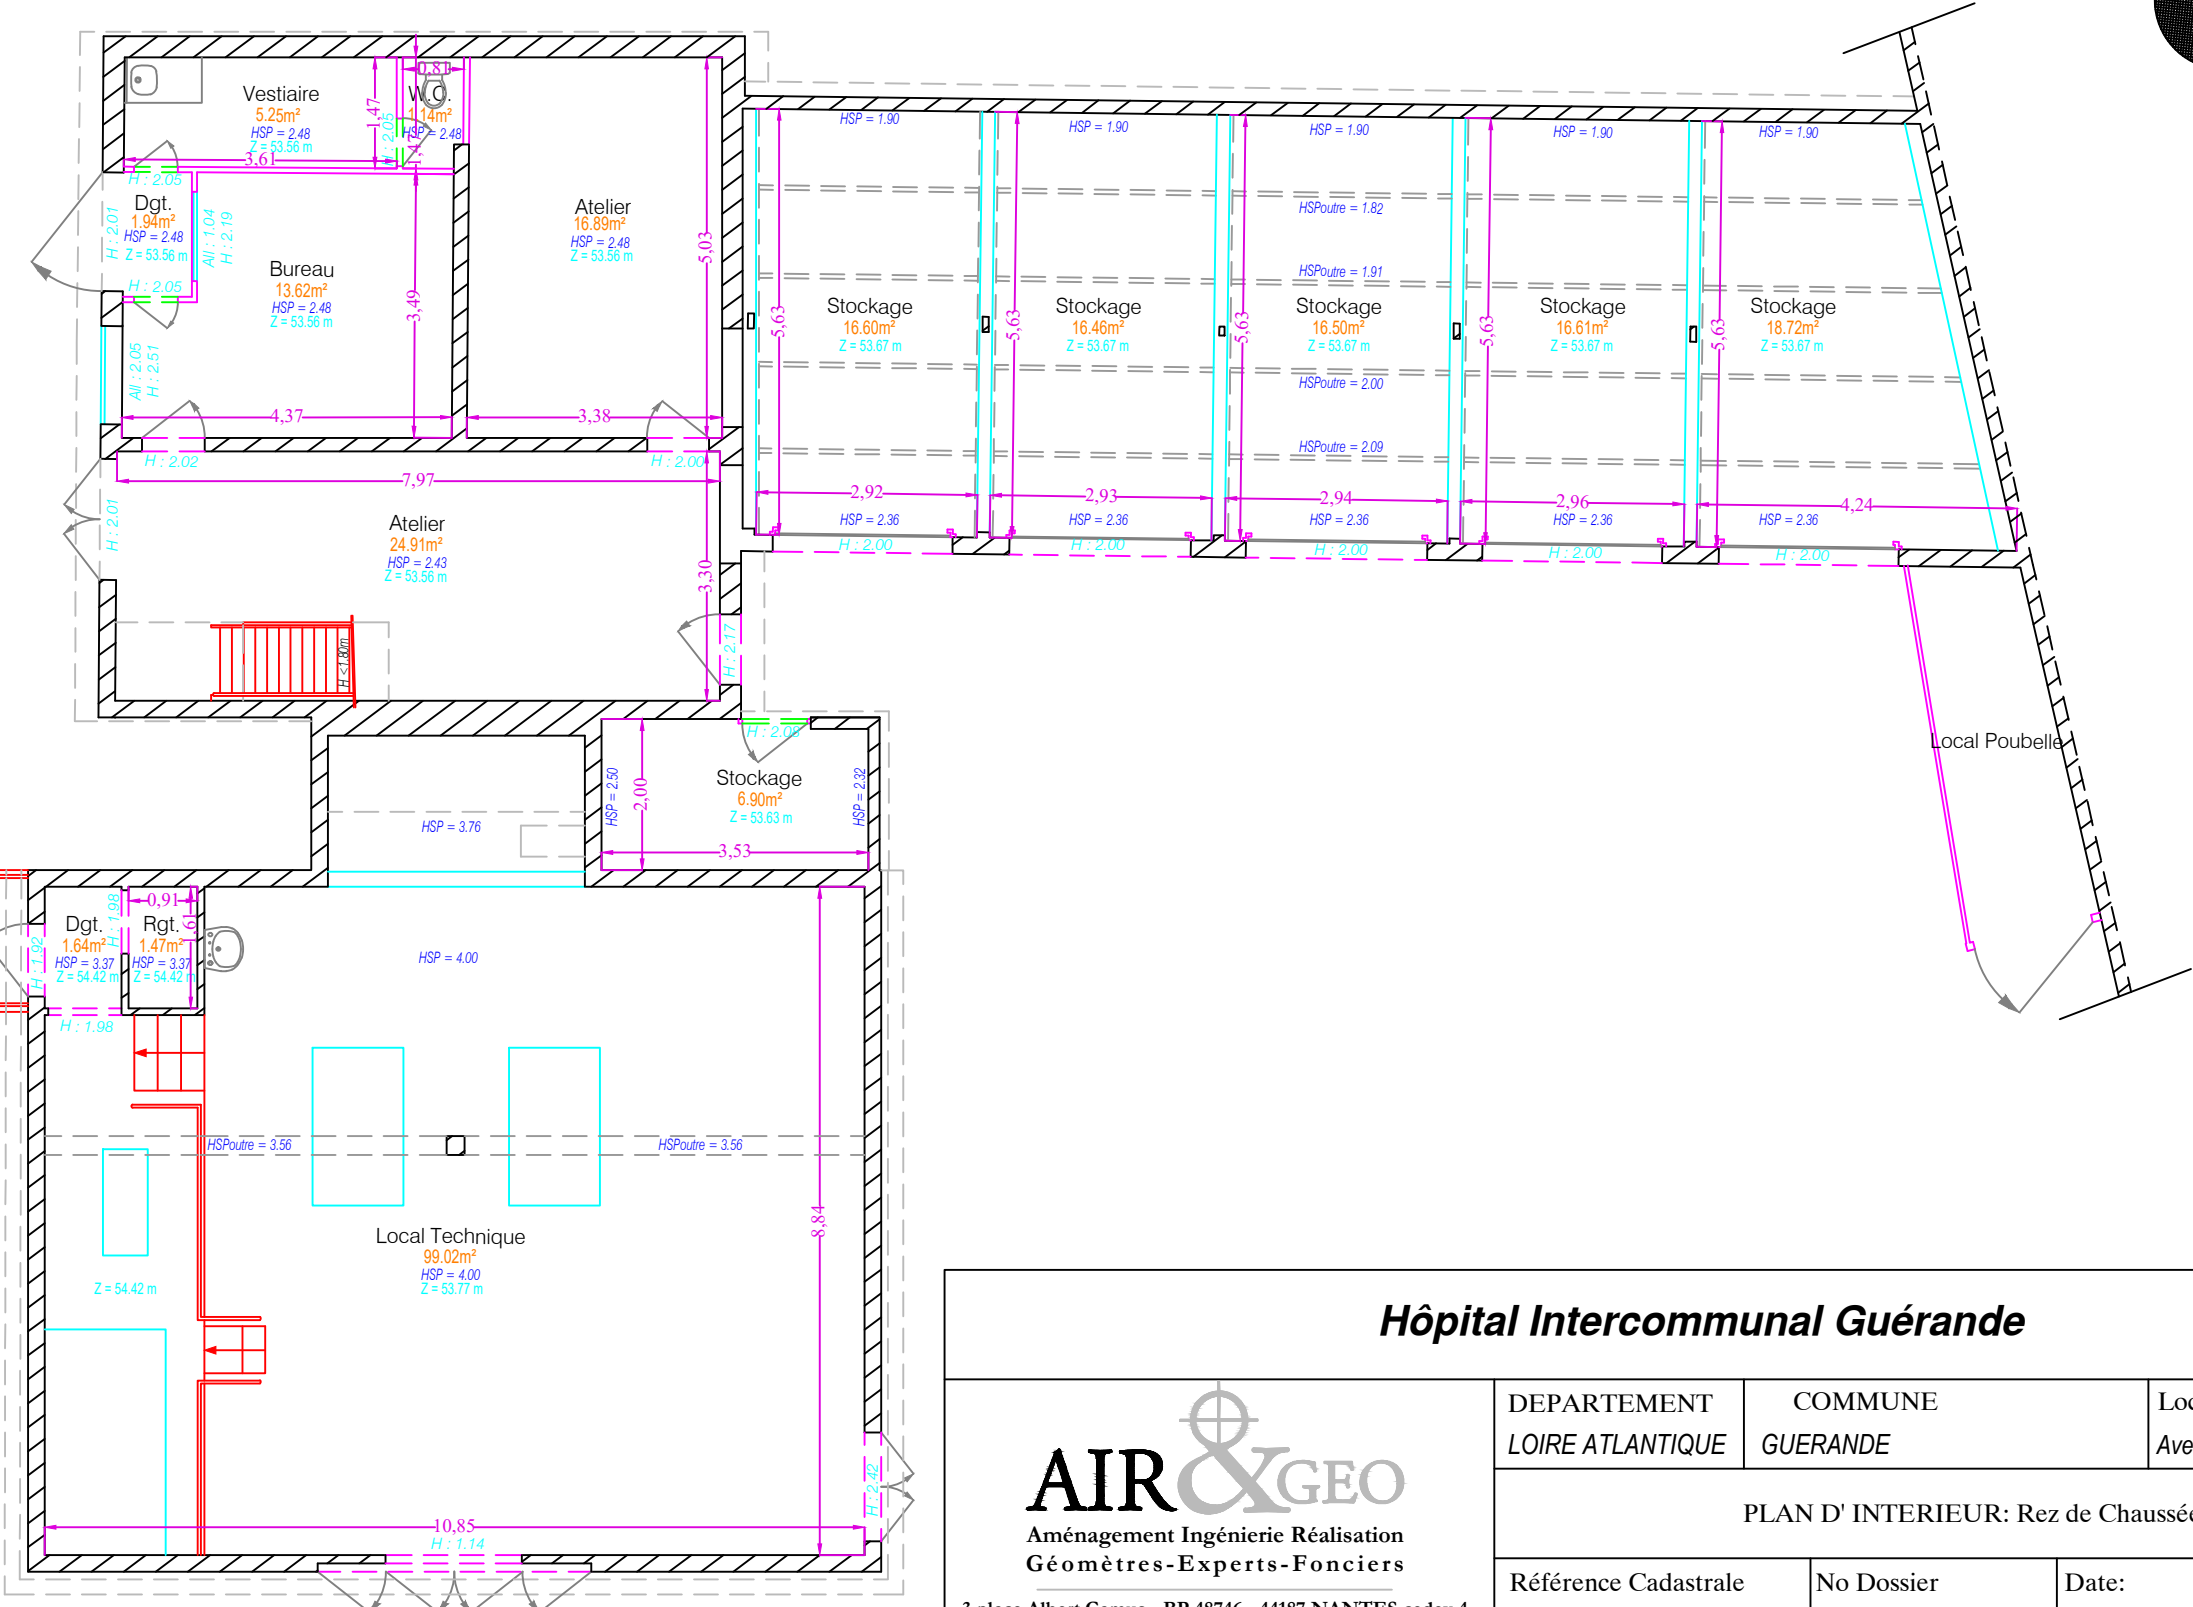 Vestiaire
5.25m²
HSP = 2.48
Z = 53.56 m
3,61
1,47
0,81
W.C.
1.14m²
HSP = 2.48
H : 2.05
1,47
H : 2.05
Dgt.
1.94m²
HSP = 2.48
Z = 53.56 m
H : 2.01
All : 1.04
H : 2.19
H : 2.05
Bureau
13.62m²
HSP = 2.48
Z = 53.56 m
3,49
All : 2.05
H : 2.51
4,37
H : 2.02
Atelier
16.89m²
HSP = 2.48
Z = 53.56 m
5,03
3,38
H : 2.00
7,97
H : 2.01
Atelier
24.91m²
HSP = 2.43
Z = 53.56 m
3,30
H : 2.17
H <1.80m
HSP = 1.90
HSP = 1.90
HSP = 1.90
HSP = 1.90
HSP = 1.90
HSPoutre = 1.82
HSPoutre = 1.91
Stockage
16.60m²
Z = 53.67 m
5,63
Stockage
16.46m²
Z = 53.67 m
5,63
Stockage
16.50m²
Z = 53.67 m
5,63
Stockage
16.61m²
Z = 53.67 m
5,63
Stockage
18.72m²
Z = 53.67 m
5,63
HSPoutre = 2.00
HSPoutre = 2.09
2,92
2,93
2,94
2,96
4,24
HSP = 2.36
HSP = 2.36
HSP = 2.36
HSP = 2.36
HSP = 2.36
H : 2.00
H : 2.00
H : 2.00
H : 2.00
H : 2.00
Local Poubelle
H : 2.08
Stockage
6.90m²
Z = 53.63 m
HSP = 2.50
2,00
HSP = 2.32
3,53
HSP = 3.76
0,91
H : 1.98
1,61
Dgt.
1.64m²
HSP = 3.37
Z = 54.42 m
H : 1.92
Rgt.
1.47m²
HSP = 3.37
Z = 54.42 m
H : 1.98
HSP = 4.00
HSPoutre = 3.56
HSPoutre = 3.56
Local Technique
99.02m²
HSP = 4.00
Z = 53.77 m
Z = 54.42 m
8,84
H : 2.42
10,85
H : 1.14
Hôpital Intercommunal Guérande
AIR & GEO
Aménagement Ingénierie Réalisation
Géomètres-Experts-Fonciers
DEPARTEMENT
LOIRE ATLANTIQUE
COMMUNE
GUERANDE
PLAN D' INTERIEUR: Rez de Chaussée
Référence Cadastrale
No Dossier
Date: